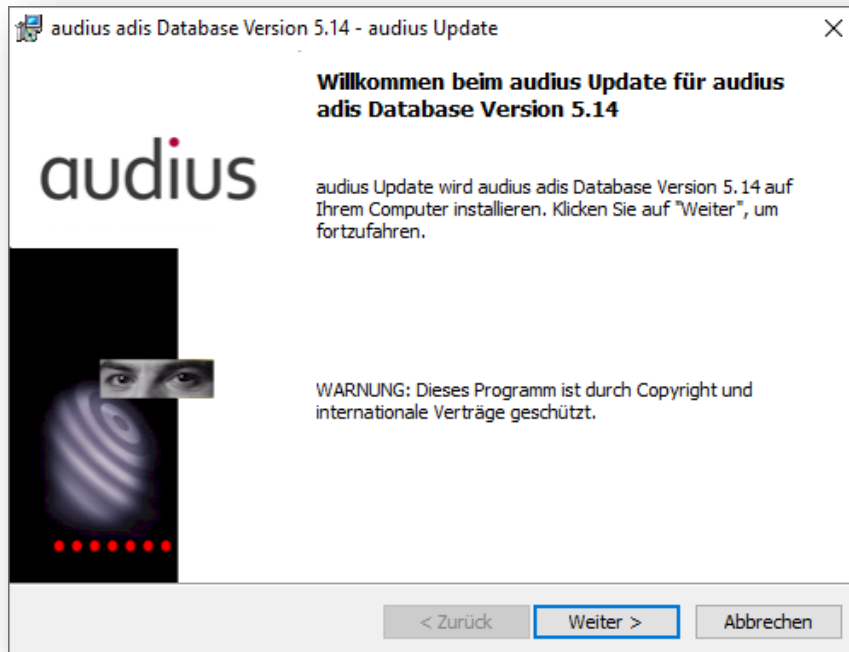 audius adis Database Version 5.14 - audius Update
Willkommen beim audius Update für audius
adis Database Version 5.14
audius
audius Update wird audius adis Database Version 5.14 auf
Ihrem Computer installieren. Klicken Sie auf "Weiter", um
fortzufahren.
WARNUNG: Dieses Programm ist durch Copyright und
internationale Verträge geschützt.
< Zurück
Weiter >
Abbrechen